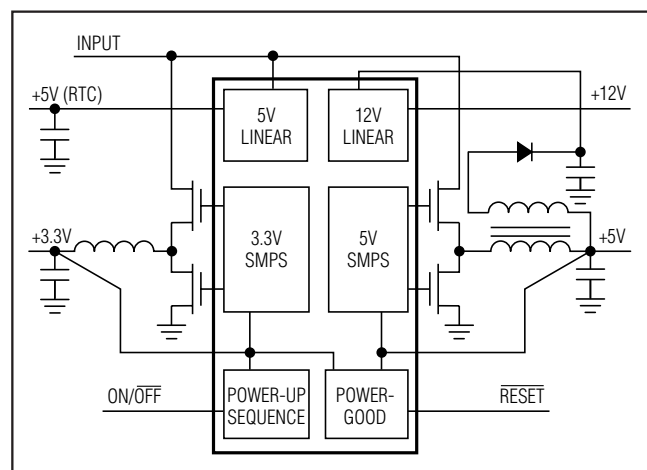 INPUT
+5V (RTC)
5V
LINEAR
12V
LINEAR
+12V
+3.3V
3.3V
SMPS
5V
SMPS
+5V
ON/OFF
POWER-UP
SEQUENCE
POWER-
GOOD
RESET